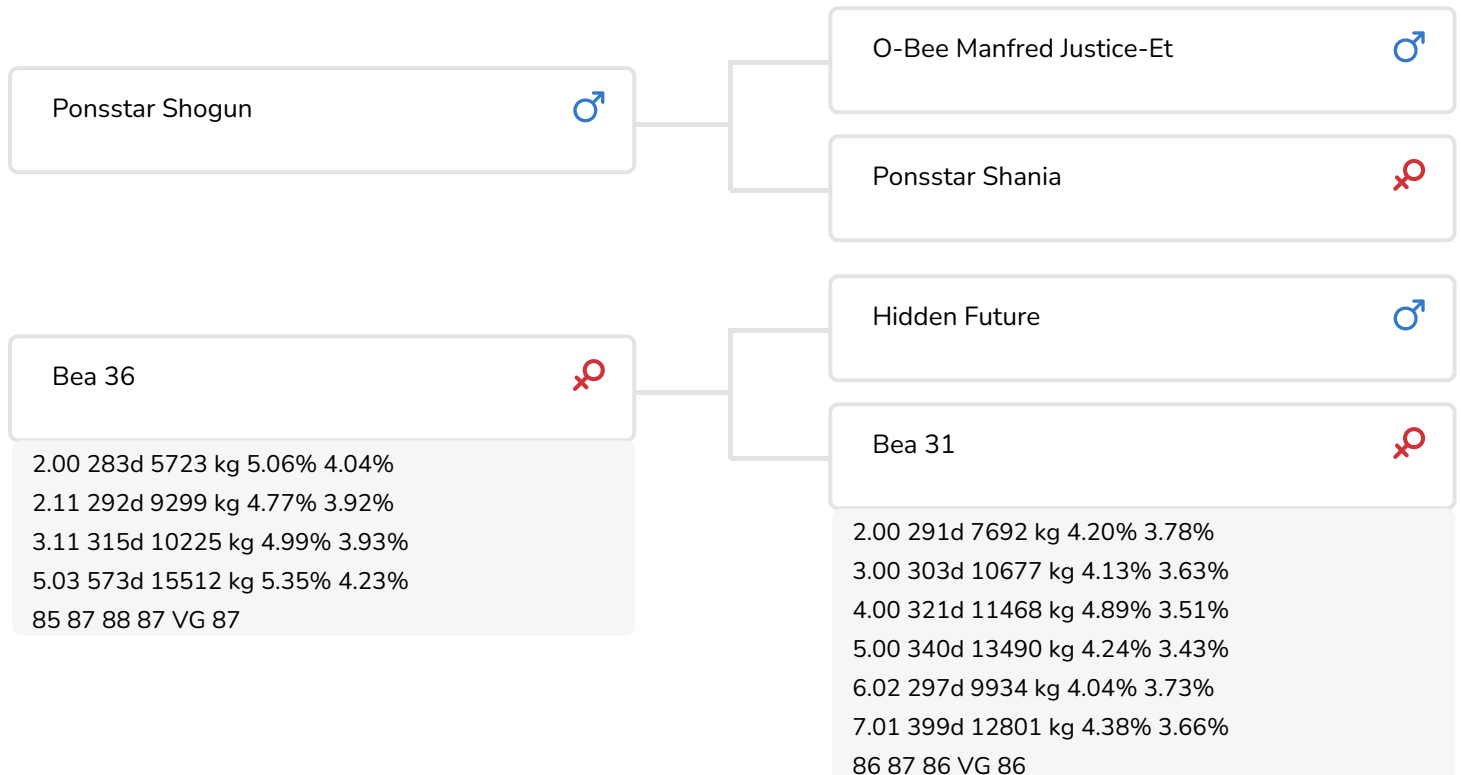 O-Bee Manfred Justice-Et
Ponsstar Shogun
Ponsstar Shania
Hidden Future
Bea 36
Bea 31
2.00 283d 5723 kg 5.06% 4.04%
2.11 292d 9299 kg 4.77% 3.92%
3.11 315d 10225 kg 4.99% 3.93%
5.03 573d 15512 kg 5.35% 4.23%
85 87 88 87 VG 87
2.00 291d 7692 kg 4.20% 3.78%
3.00 303d 10677 kg 4.13% 3.63%
4.00 321d 11468 kg 4.89% 3.51%
5.00 340d 13490 kg 4.24% 3.43%
6.02 297d 9934 kg 4.04% 3.73%
7.01 399d 12801 kg 4.38% 3.66%
86 87 86 VG 86